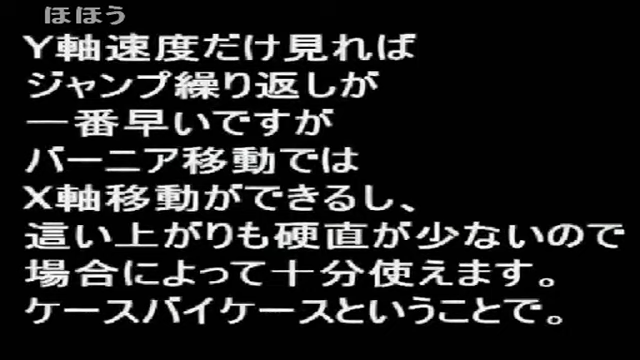 ほほう
Y軸速度だけ見れば
ジャンプ繰り返しが
一番早いですが
バーニア移動では
X軸移動ができるし、
這い上がりも硬直が少ないので
場合によって十分使えます。
ケースバイケースということで。